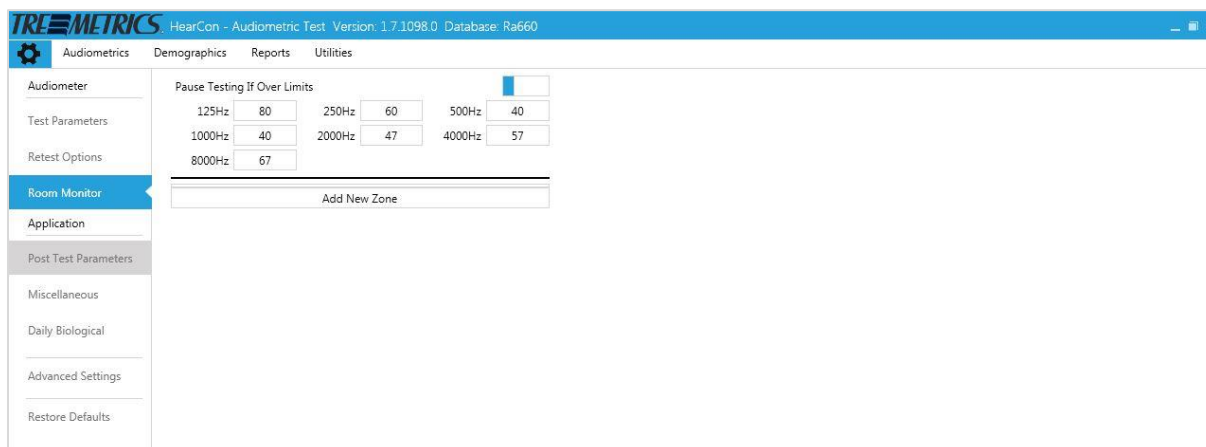 TREMETRICS. HearCon - Audiometric Test Version: 1.7.1098.0 Database: Ra660
Audiometrics Demographics Reports Utilities
Audiometer
Test Parameters
Retest Options
Room Monitor
Application
Post Test Parameters
Miscellaneous
Daily Biological
Advanced Settings
Restore Defaults
Pause Testing If Over Limits
125Hz 80 250Hz 60 500Hz 40
1000Hz 40 2000Hz 47 4000Hz 57
8000Hz 67
Add New Zone